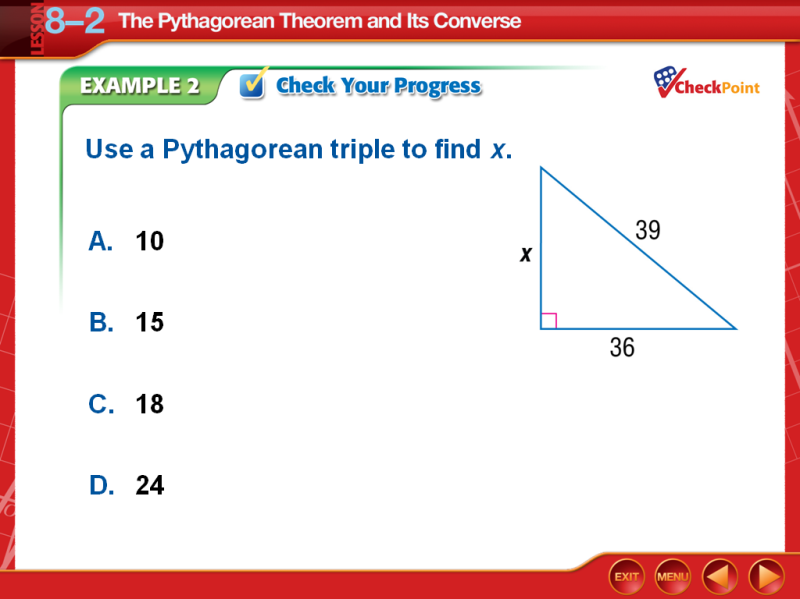 LESSON 8–2 The Pythagorean Theorem and Its Converse
EXAMPLE 2 Check Your Progress
CheckPoint
Use a Pythagorean triple to find x.
A. 10
B. 15
C. 18
D. 24
39
x
36
EXIT MENU